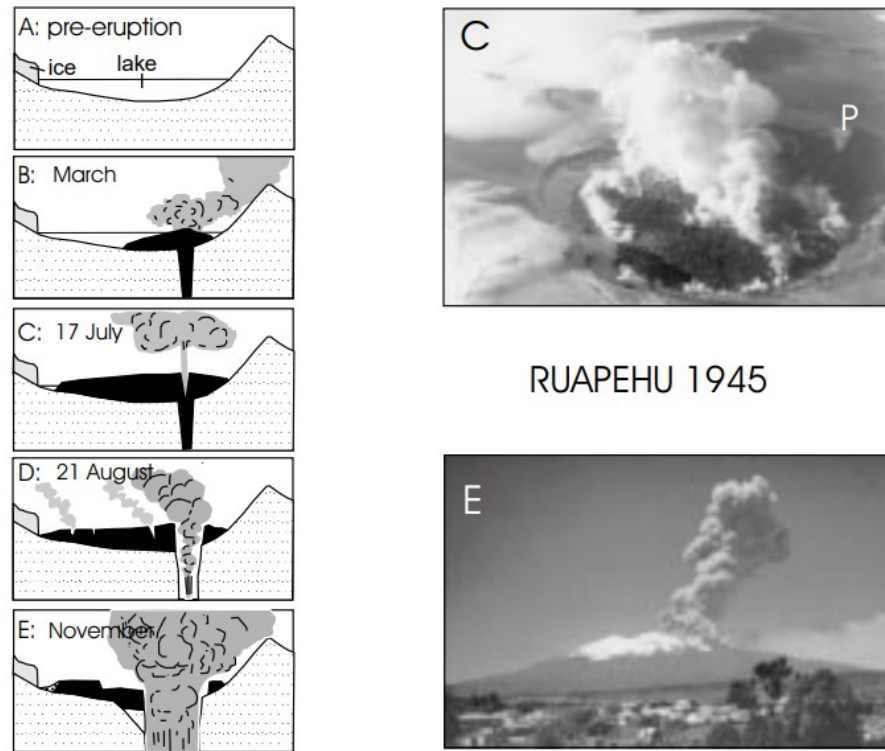 A: pre-eruption
ice
lake
B: March
C: 17 July
D: 21 August
E: November
C
P
RUAPEHU 1945
E